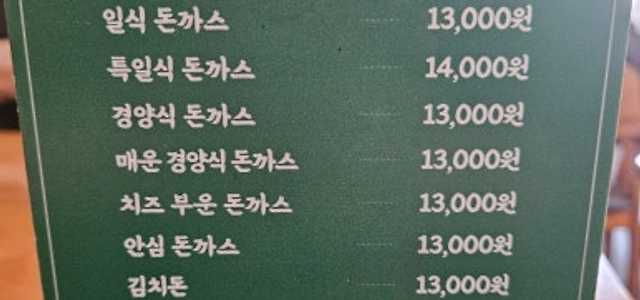 일식 돈까스 13,000원
특일식 돈까스 14,000원
경양식 돈까스 13,000원
매운 경양식 돈까스 13,000원
치즈 부운 돈까스 13,000원
안심 돈까스 13,000원
김치돈 13,000원